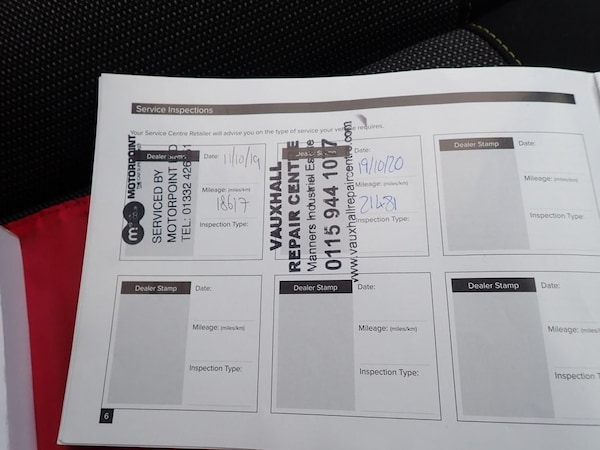 Service Inspections
Your Service Centre Retailer will advise you on the type of service your vehicle requires.
Dealer Stamp
MOTORPOINT
SERVICED BY
MOTORPOINT
TEL: 01332
Date: 11/10/19
Mileage: (miles/km)
18617
Inspection Type:
VAUXHALL
REPAIR CENTRE
Manners Industrial Estate
0115 944 1077
www.vauxhallrepaircentre.com
Date:
19/10/20
Mileage: (miles/km)
Inspection Type:
Dealer Stamp
Date:
Mileage: (miles/km)
Inspection Type:
Dealer Stamp
Date:
Mileage: (miles/km)
Inspection Type:
Dealer Stamp
Date:
Mileage: (miles/km)
Inspection Type:
Dealer Stamp
Date:
Mileage: (miles/km)
Inspection Type:
6